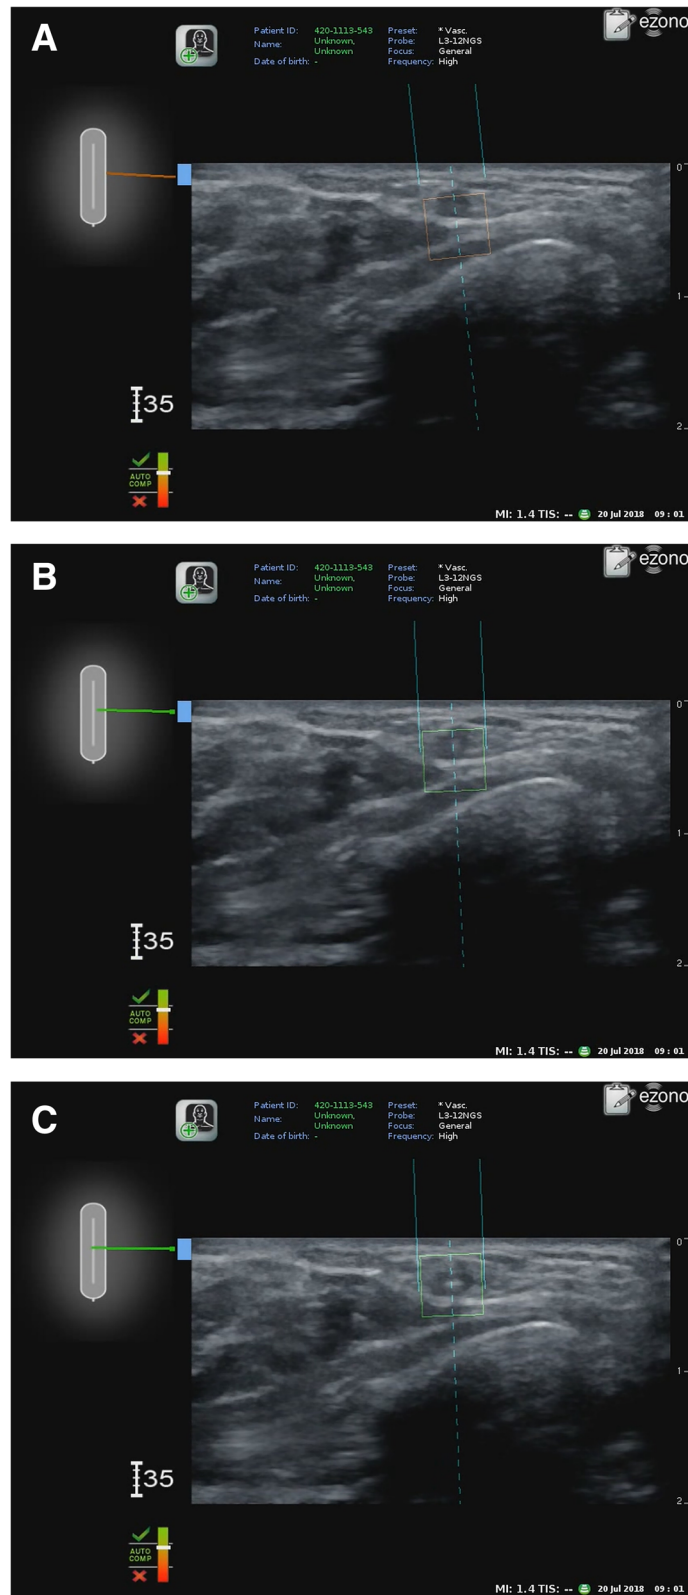 A
Patient ID: 420-1113-543 Preset: * Vasc.
Name: Unknown, Probe: L3-12NGS
Unknown Focus: General
Date of birth: - Frequency: High
ezono
0
1
35
AUTO
COMP
2
MI: 1.4 TIS: -- 20 Jul 2018 09 : 01
B
Patient ID: 420-1113-543 Preset: * Vasc.
Name: Unknown, Probe: L3-12NGS
Unknown Focus: General
Date of birth: - Frequency: High
ezono
0
1
35
AUTO
COMP
2
MI: 1.4 TIS: -- 20 Jul 2018 09 : 01
C
Patient ID: 420-1113-543 Preset: * Vasc.
Name: Unknown, Probe: L3-12NGS
Unknown Focus: General
Date of birth: - Frequency: High
ezono
0
1
35
AUTO
COMP
2
MI: 1.4 TIS: -- 20 Jul 2018 09 : 01